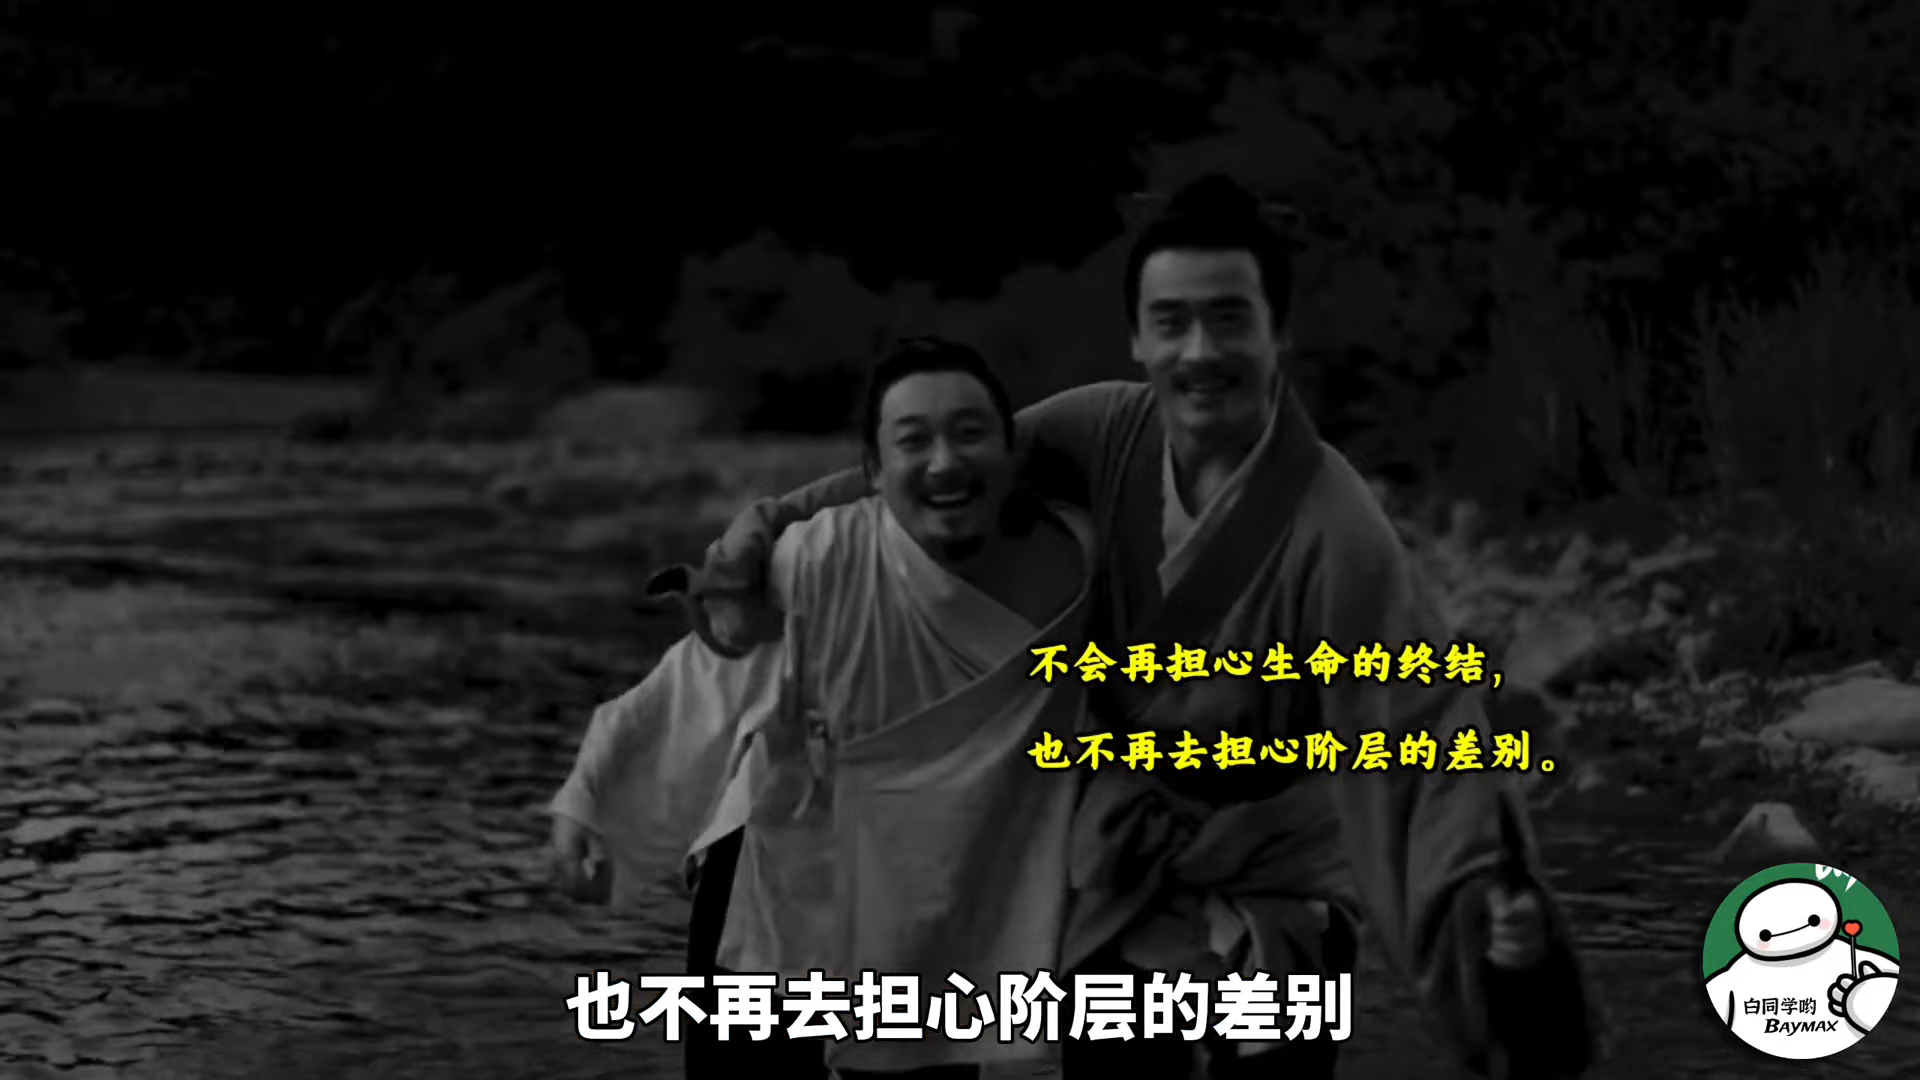 不会再担心生命的终结，
也不再去担心阶层的差别。
白同学哟
BAYMAX
也不再去担心阶层的差别